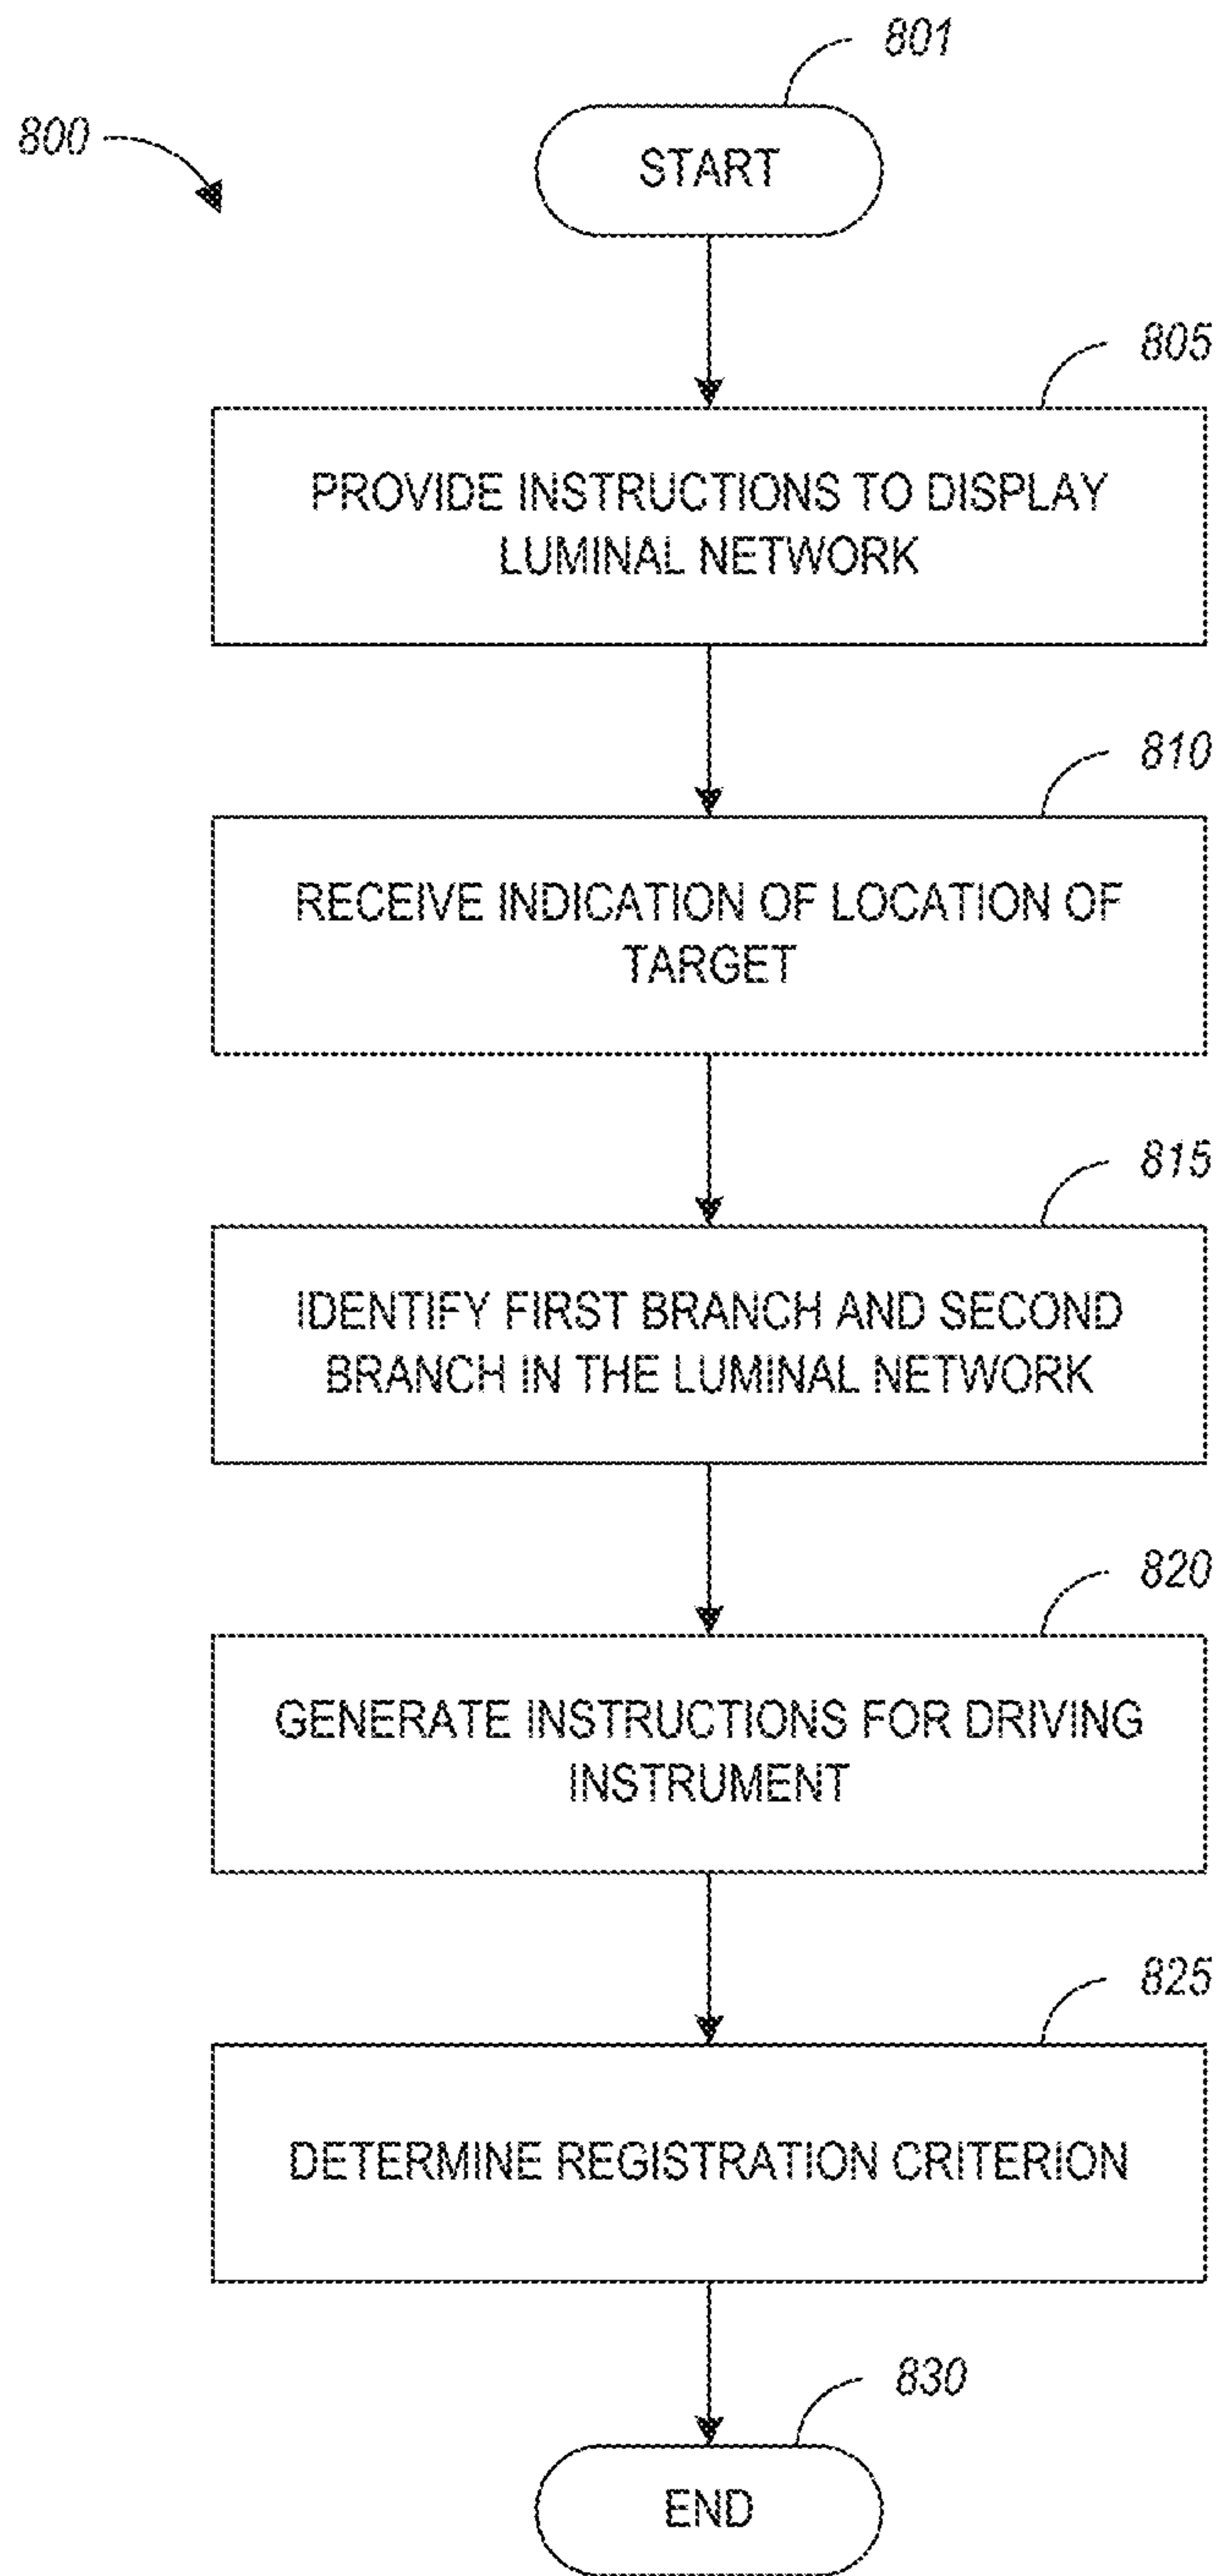 801
800
START
805
PROVIDE INSTRUCTIONS TO DISPLAY
LUMINAL NETWORK
810
RECEIVE INDICATION OF LOCATION OF
TARGET
815
IDENTIFY FIRST BRANCH AND SECOND
BRANCH IN THE LUMINAL NETWORK
820
GENERATE INSTRUCTIONS FOR DRIVING
INSTRUMENT
825
DETERMINE REGISTRATION CRITERION
830
END